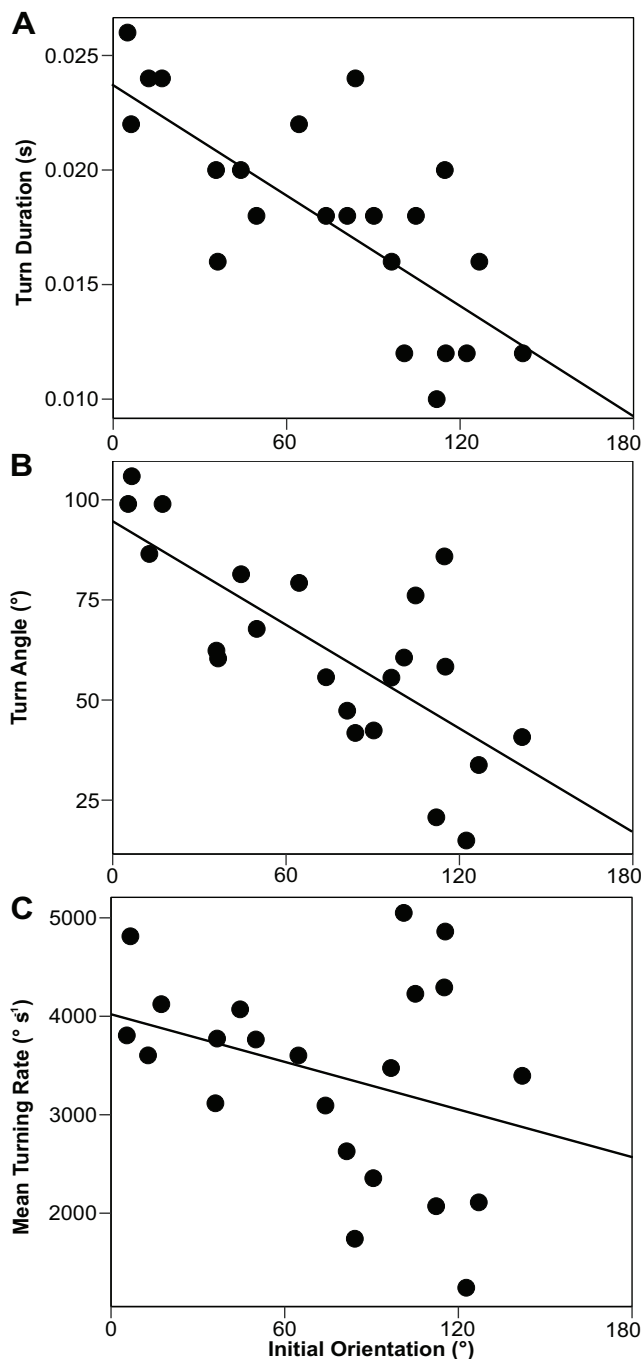 A
Turn Duration (s)
0.025
0.020
0.015
0.010
0 60 120 180
B
Turn Angle (°)
100
75
50
25
0 60 120 180
C
Mean Turning Rate (° s⁻¹)
5000
4000
3000
2000
0 60 120 180
Initial Orientation (°)